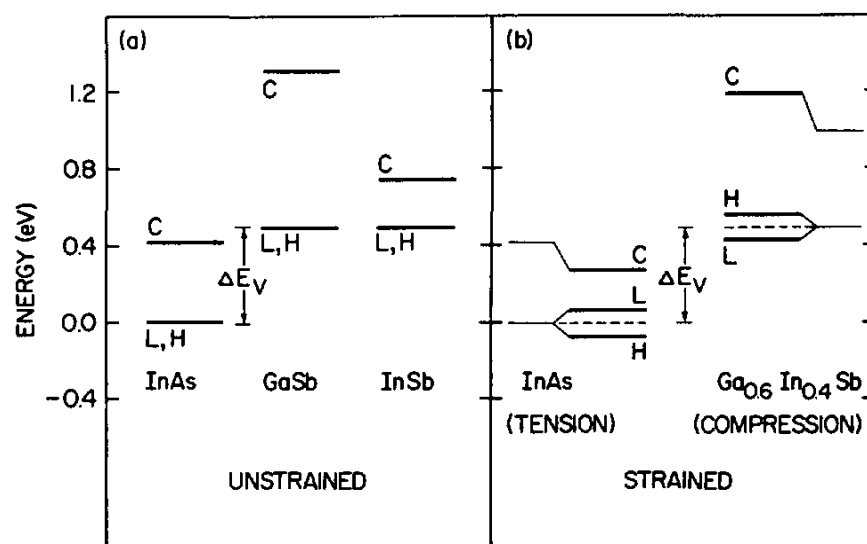 (a)
(b)
C
C
1.2
C
H
0.8
C
L
L, H
L, H
0.4
C
ΔE_V
ΔE_V
L
0.0
L, H
H
-0.4
ENERGY (eV)
InAs GaSb InSb
InAs Ga₀.₆ In₀.₄ Sb
(TENSION) (COMPRESSION)
UNSTRAINED
STRAINED